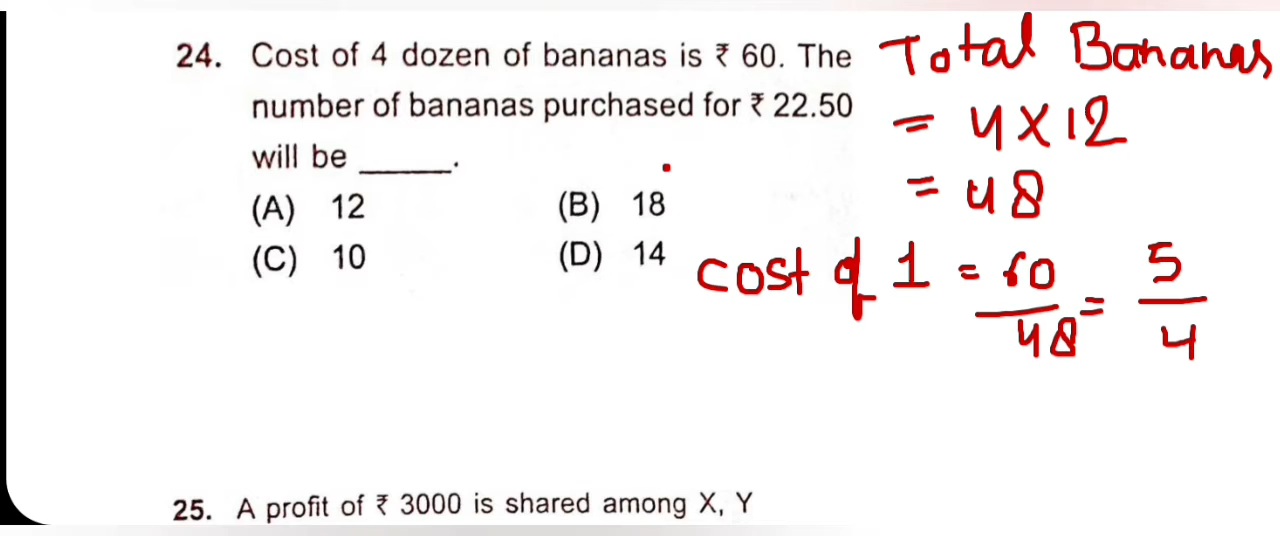 24. Cost of 4 dozen of bananas is ₹ 60. The
number of bananas purchased for ₹ 22.50
will be ______.
(A) 12 (B) 18
(C) 10 (D) 14
Total Bananas
= 4 X 12
= 48
cost of 1 = 60/48 = 5/4
25. A profit of ₹ 3000 is shared among X, Y